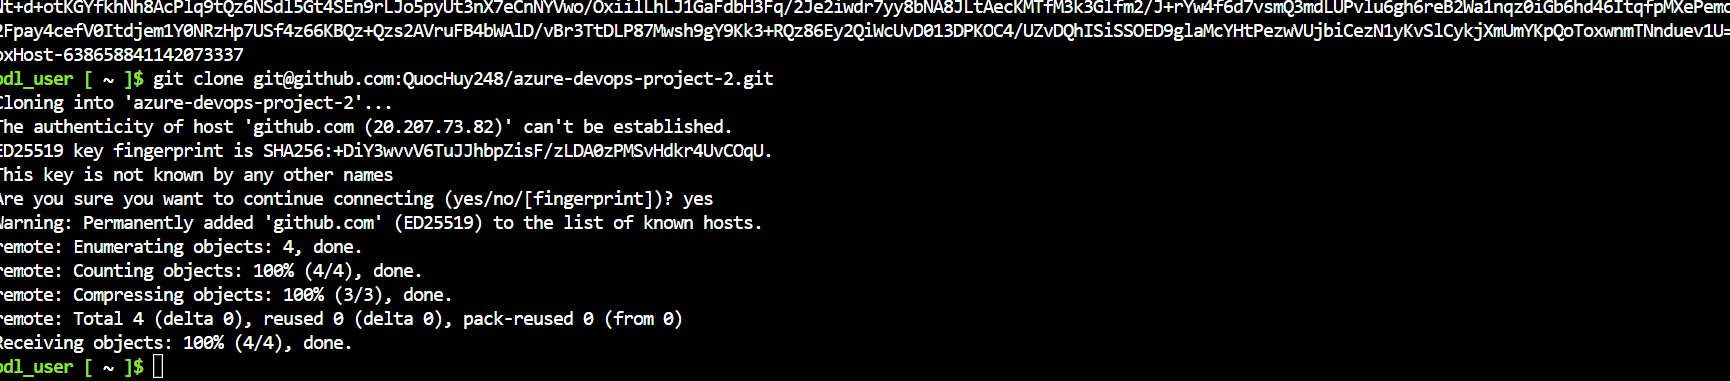 Nt+d+otKGYfkhNh8AcPlq9tQz6NSdl5Gt4SEn9rLJo5pyUt3nX7eCnNYVwo/OxiilLhLJ1GaFdbH3Fq/2Je2iwdr7yy8bNA8JLtAecKMTfM3k3Glfm2/J+rYw4f6d7vsmQ3mdLUPvlu6gh6reB2Wa1nqz0iGb6hd46ItqfpMXePemc
2Fpay4cefV0Itdjem1Y0NRzHp7USf4z66KBQz+Qzs2AVruFB4bWAlD/vBr3TtDLP87Mwsh9gY9Kk3+RQz86Ey2QiWcUvD013DPKOC4/UZvDQhISiSSOED9glaMcYHtPezwVUjbiCezN1yKvSlCykjXmUmYKpQoToxwnmTNnduev1U=
oxHost-638658841142073337
odl_user [ ~ ]$ git clone git@github.com:QuocHuy248/azure-devops-project-2.git
Cloning into 'azure-devops-project-2'...
The authenticity of host 'github.com (20.207.73.82)' can't be established.
ED25519 key fingerprint is SHA256:+DiY3wvvV6TuJJhbpZisF/zLDA0zPMSvHdkr4UvCOqU.
This key is not known by any other names
Are you sure you want to continue connecting (yes/no/[fingerprint])? yes
Warning: Permanently added 'github.com' (ED25519) to the list of known hosts.
remote: Enumerating objects: 4, done.
remote: Counting objects: 100% (4/4), done.
remote: Compressing objects: 100% (3/3), done.
remote: Total 4 (delta 0), reused 0 (delta 0), pack-reused 0 (from 0)
Receiving objects: 100% (4/4), done.
odl_user [ ~ ]$